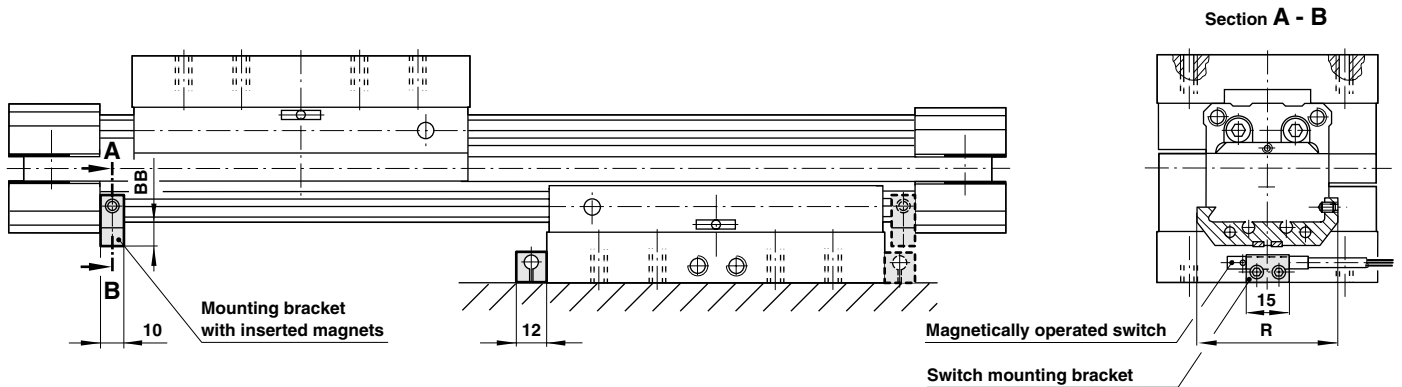 Section A - B
A
BB
B
Mounting bracket
with inserted magnets
10
12
15
R
Magnetically operated switch
Switch mounting bracket